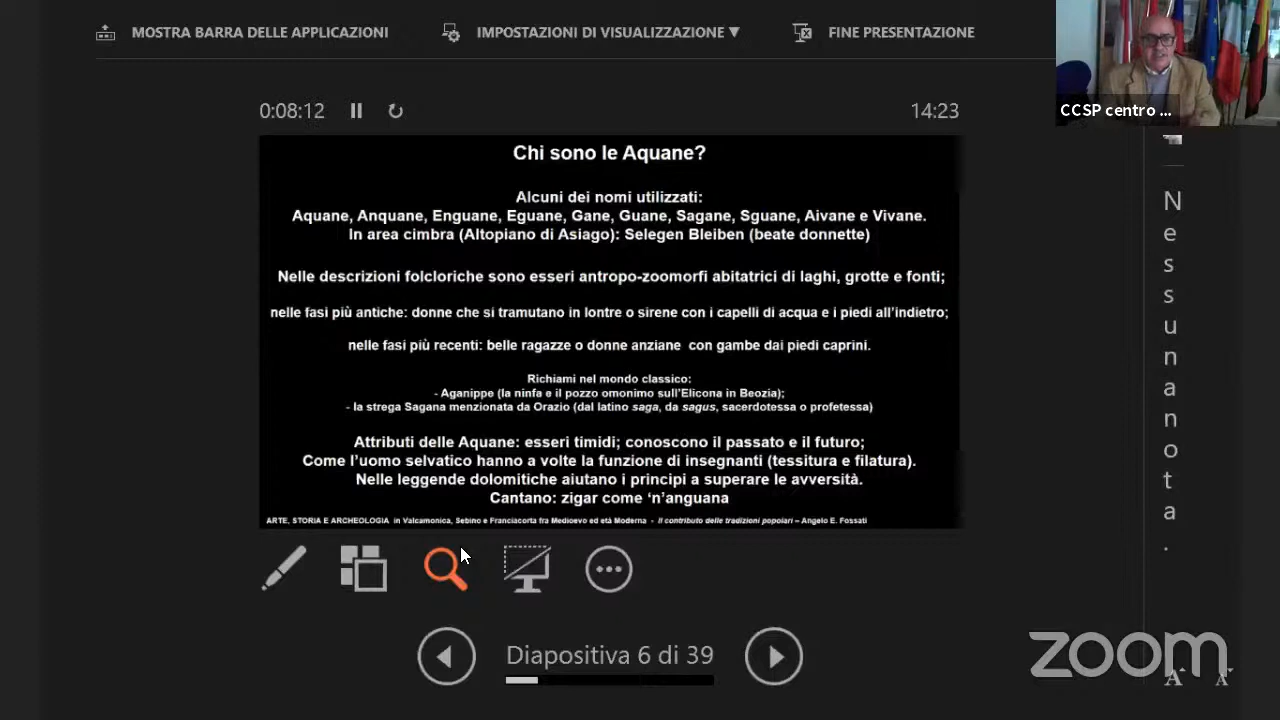 MOSTRA BARRA DELLE APPLICAZIONI
IMPOSTAZIONI DI VISUALIZZAZIONE ▼
FINE PRESENTAZIONE
CCSP centro ...
0:08:12
14:23
Chi sono le Aquane?
Alcuni dei nomi utilizzati:
Aquane, Anquane, Enguane, Eguane, Gane, Guane, Sagane, Sguane, Aivane e Vivane.
In area cimbra (Altopiano di Asiago): Selegen Bleiben (beate donnette)
Nelle descrizioni folcloriche sono esseri antropo-zoomorfi abitatrici di laghi, grotte e fonti;
nelle fasi più antiche: donne che si tramutano in lontre o sirene con i capelli di acqua e i piedi all'indietro;
nelle fasi più recenti: belle ragazze o donne anziane con gambe dai piedi caprini.
Richiami nel mondo classico:
- Aganippe (la ninfa e il pozzo omonimo sull'Elicona in Beozia);
- la strega Sagana menzionata da Orazio (dal latino saga, da sagus, sacerdotessa o profetessa)
Attributi delle Aquane: esseri timidi; conoscono il passato e il futuro;
Come l'uomo selvatico hanno a volte la funzione di insegnanti (tessitura e filatura).
Nelle leggende dolomitiche aiutano i principi a superare le avversità.
Cantano: zigar come 'n'anguana
ARTE, STORIA E ARCHEOLOGIA in Valcamonica, Sebino e Franciacorta fra Medioevo ed età Moderna - Il contributo delle tradizioni popolari – Angelo E. Fossati
Nessuna nota.
Diapositiva 6 di 39
zoom
A A